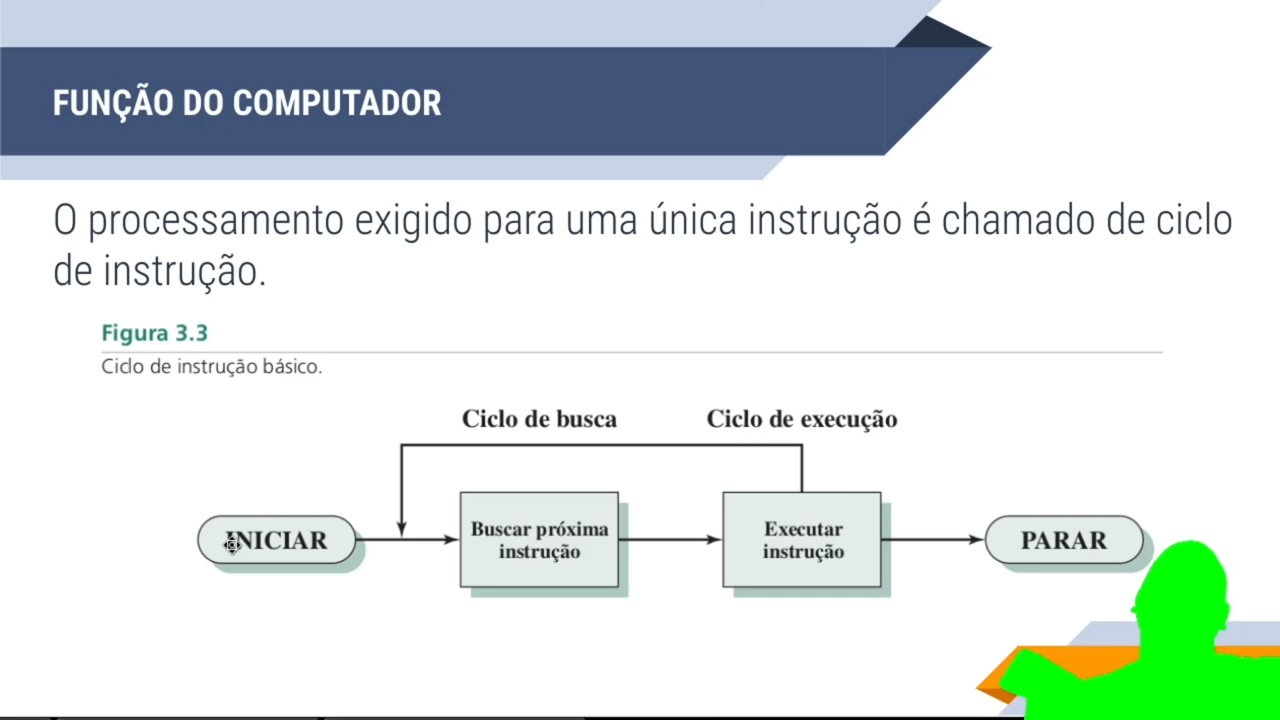 FUNÇÃO DO COMPUTADOR
O processamento exigido para uma única instrução é chamado de ciclo
de instrução.
Figura 3.3
Ciclo de instrução básico.
Ciclo de busca
Ciclo de execução
INICIAR
Buscar próxima
instrução
Executar
instrução
PARAR